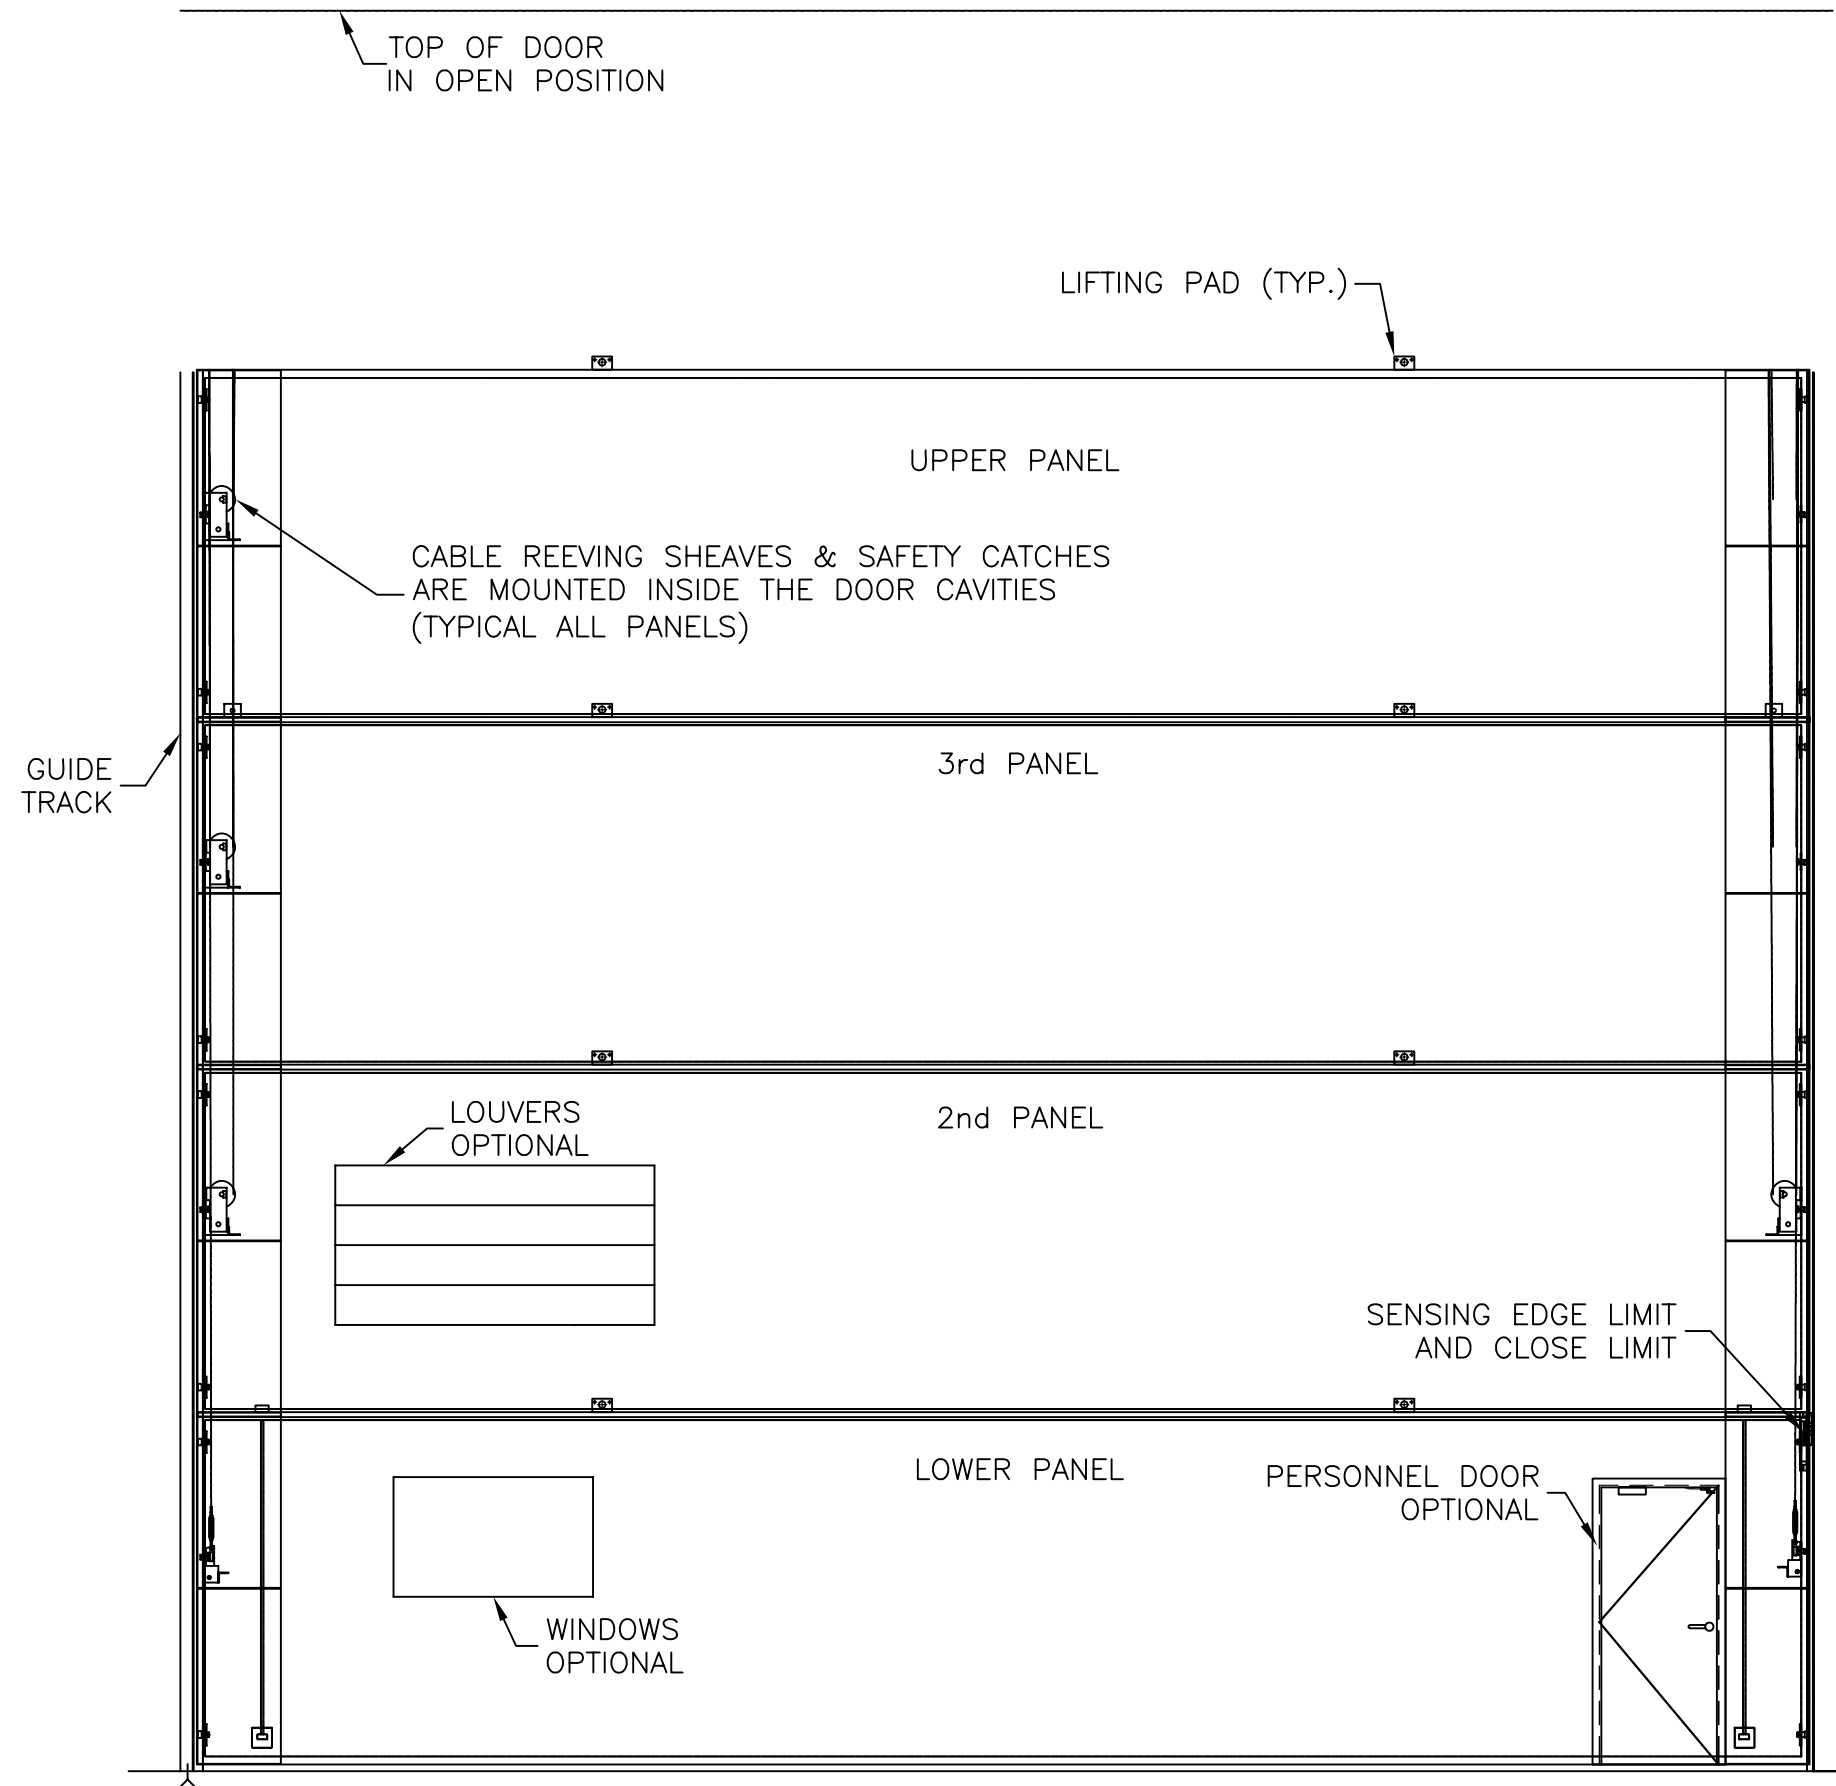 TOP OF DOOR
IN OPEN POSITION
LIFTING PAD (TYP.)
UPPER PANEL
CABLE REEVING SHEAVES & SAFETY CATCHES
ARE MOUNTED INSIDE THE DOOR CAVITIES
(TYPICAL ALL PANELS)
GUIDE
TRACK
3rd PANEL
LOUVERS
OPTIONAL
2nd PANEL
SENSING EDGE LIMIT
AND CLOSE LIMIT
LOWER PANEL
PERSONNEL DOOR
OPTIONAL
WINDOWS
OPTIONAL